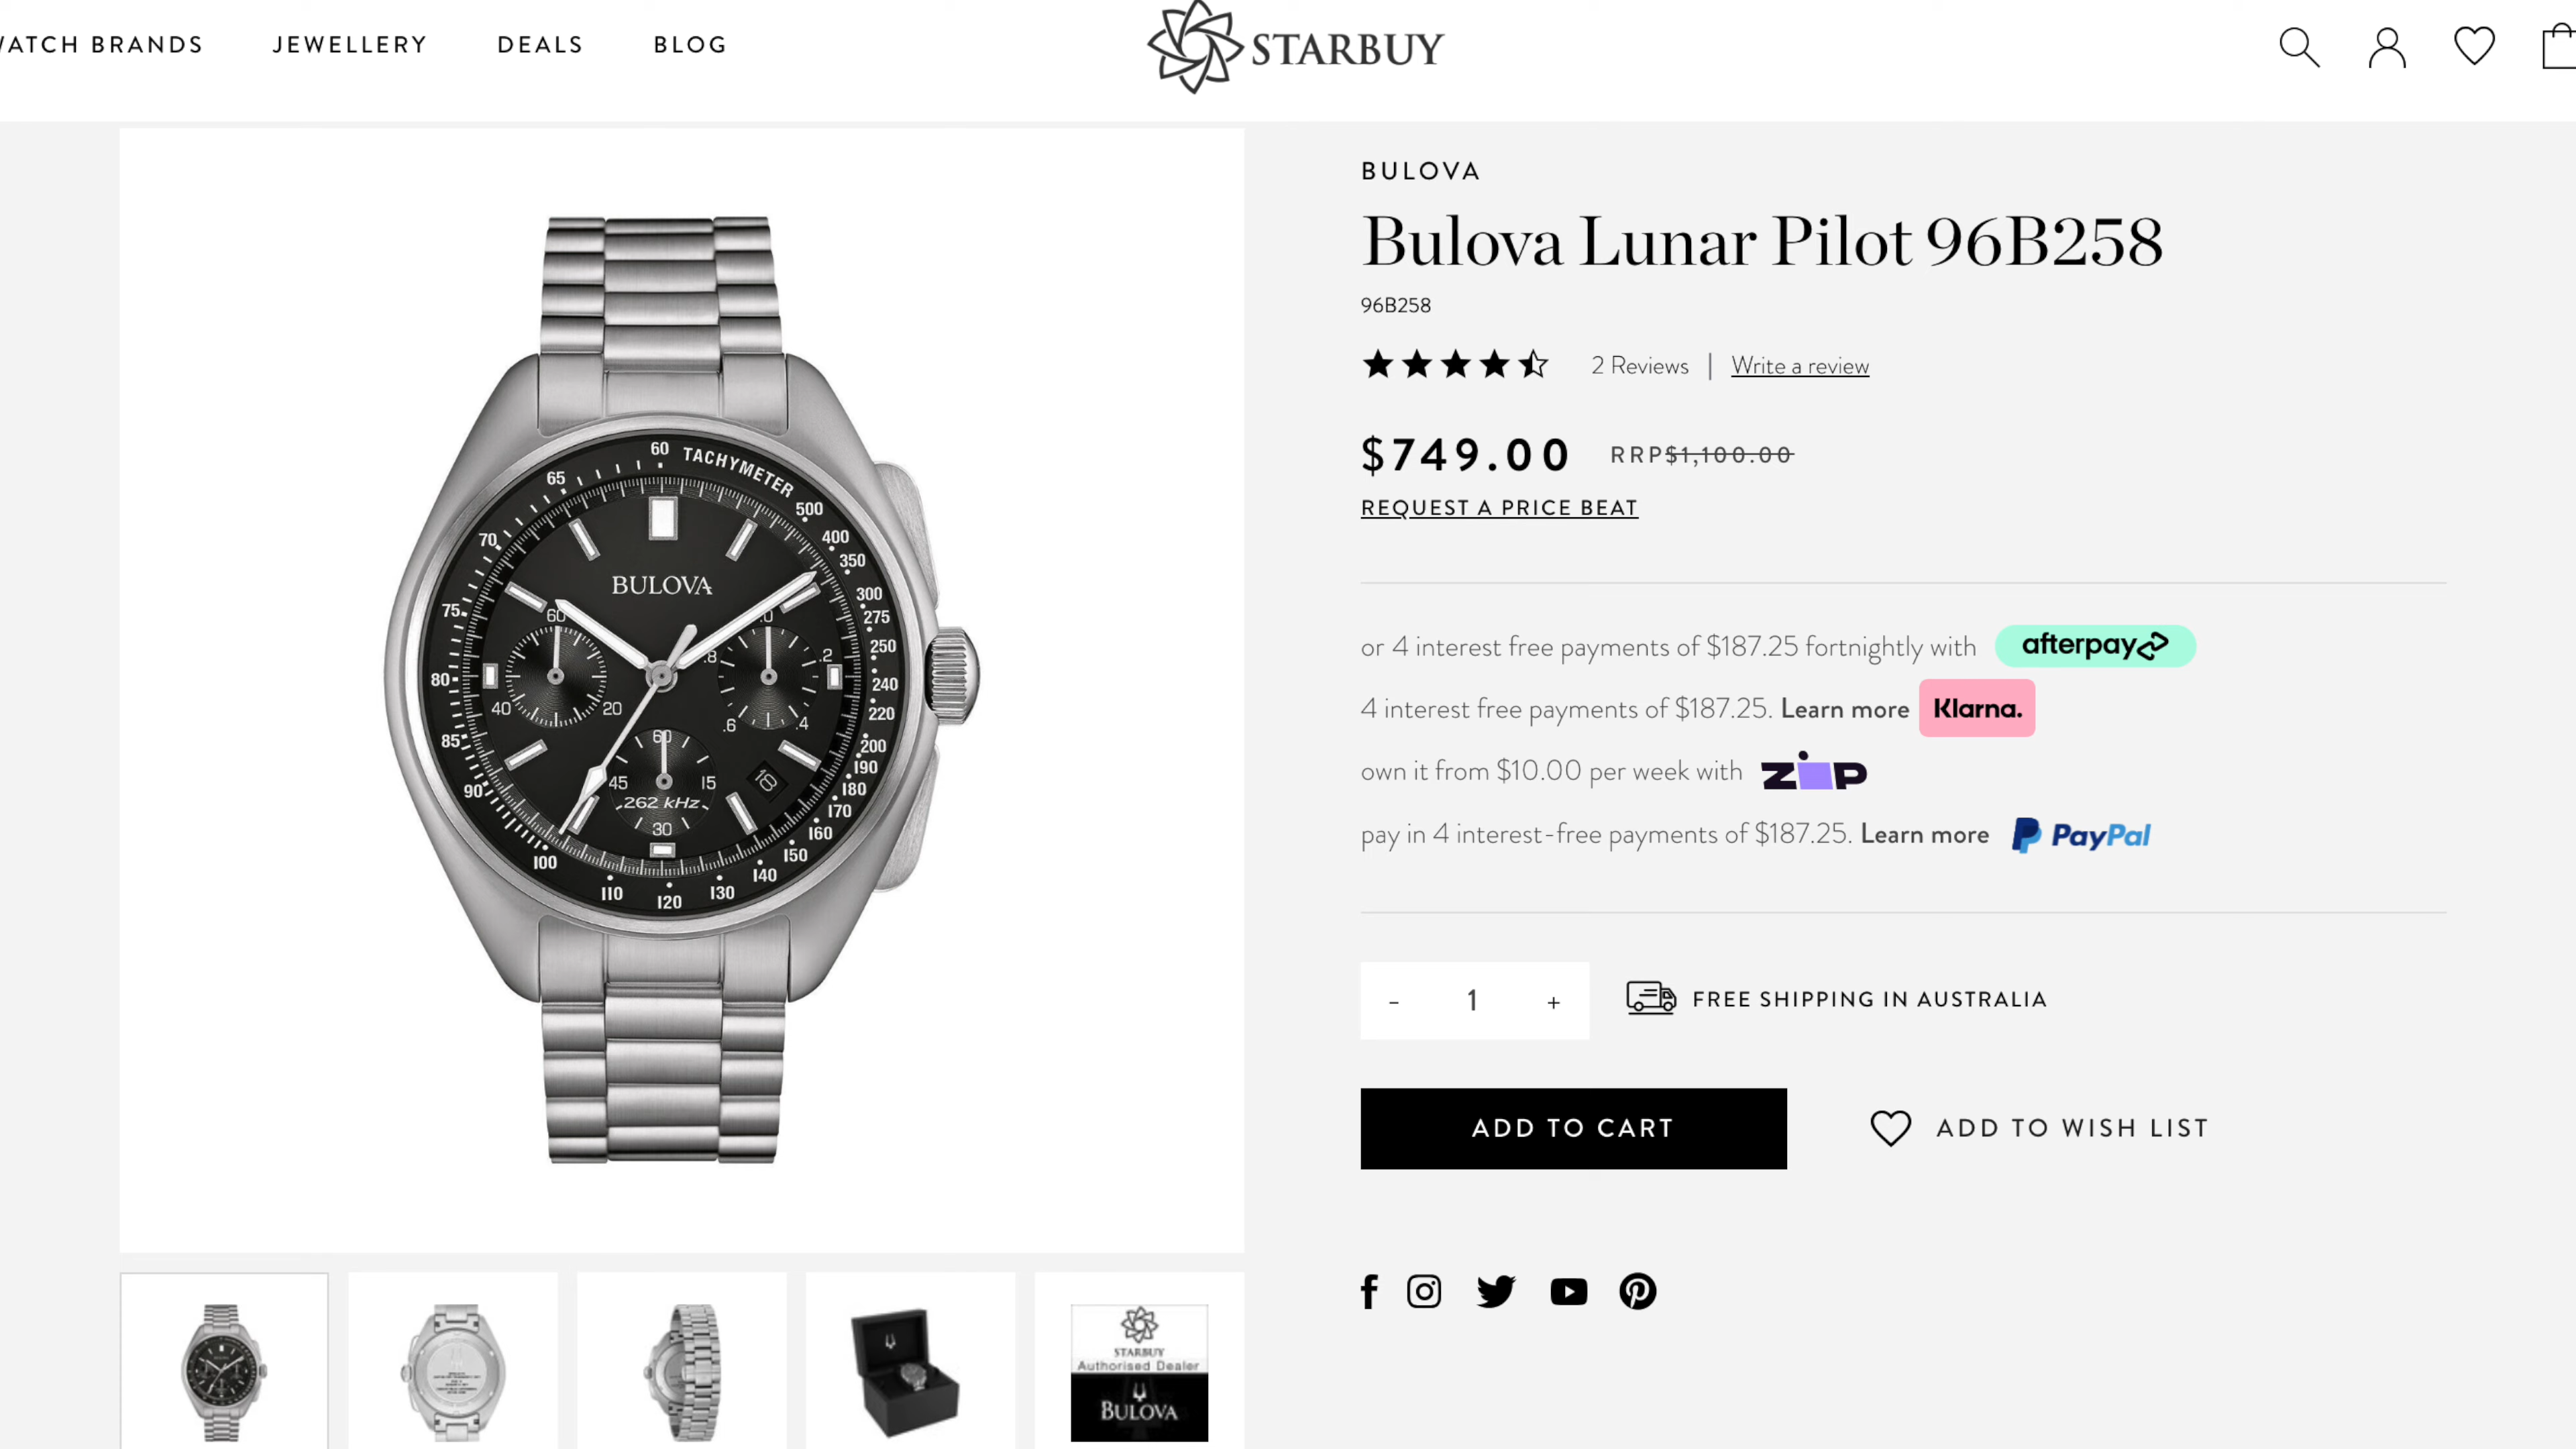 WATCH BRANDS
JEWELLERY
DEALS
BLOG
STARBUY
BULOVA
Bulova Lunar Pilot 96B258
96B258
2 Reviews | Write a review
$749.00 RRP$1,100.00
REQUEST A PRICE BEAT
or 4 interest free payments of $187.25 fortnightly with afterpay
4 interest free payments of $187.25. Learn more Klarna.
own it from $10.00 per week with zip
pay in 4 interest-free payments of $187.25. Learn more PayPal
- 1 + FREE SHIPPING IN AUSTRALIA
ADD TO CART
ADD TO WISH LIST
60 TACHYMETER
500
400
350
300
275
250
240
220
200
190
180
170
160
150
140
130
120
110
100
90
85
80
75
70
65
BULOVA
60
20
40
.2
.4
.6
.8
60
15
30
45
262 kHz
STARBUY
Authorised Dealer
BULOVA